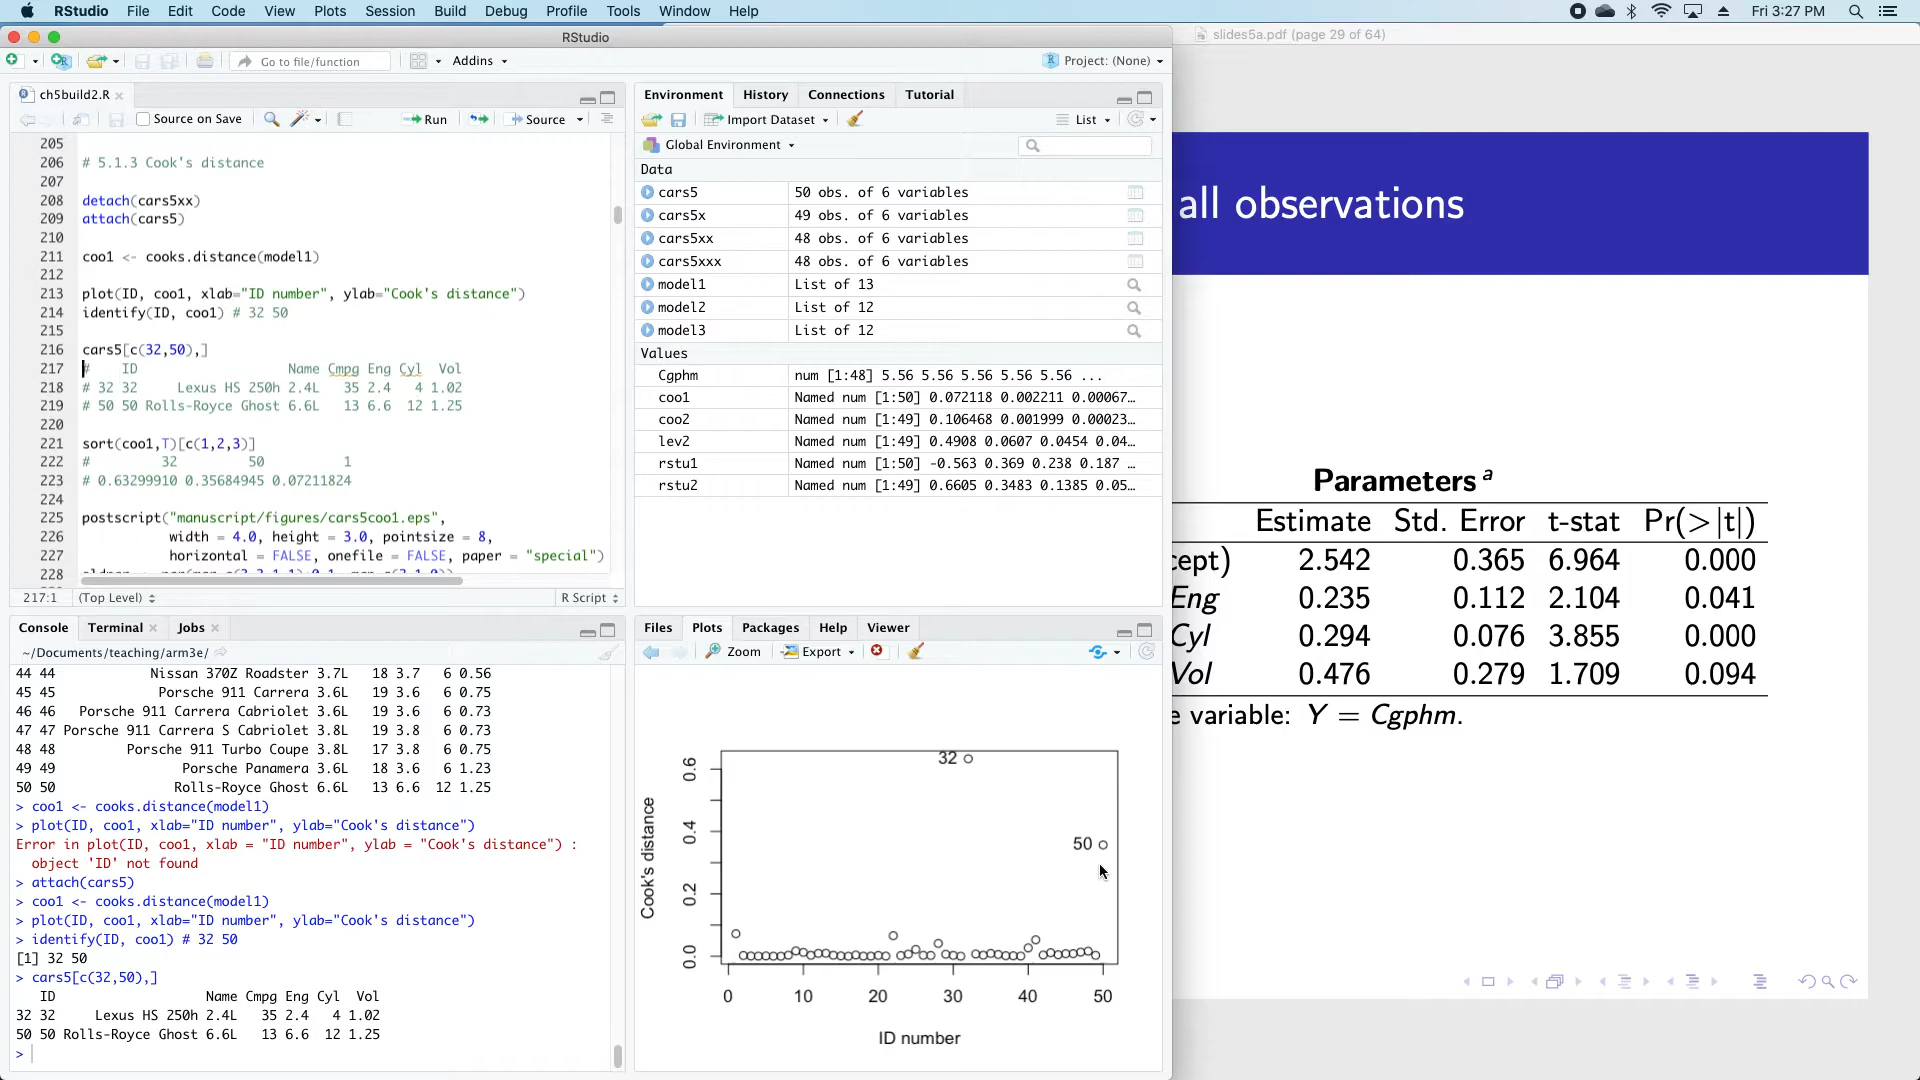 RStudio File Edit Code View Plots Session Build Debug Profile Tools Window Help Fri 3:27 PM
RStudio
slides5a.pdf (page 29 of 64)
Go to file/function Addins Project: (None)
ch5build2.R
Source on Save Run Source
205
206 # 5.1.3 Cook's distance
207
208 detach(cars5xx)
209 attach(cars5)
210
211 coo1 <- cooks.distance(model1)
212
213 plot(ID, coo1, xlab="ID number", ylab="Cook's distance")
214 identify(ID, coo1) # 32 50
215
216 cars5[c(32,50),]
217 # ID Name Cmpg Eng Cyl Vol
218 # 32 32 Lexus HS 250h 2.4L 35 2.4 4 1.02
219 # 50 50 Rolls-Royce Ghost 6.6L 13 6.6 12 1.25
220
221 sort(coo1,T)[c(1,2,3)]
222 # 32 50 1
223 # 0.63299910 0.35684945 0.07211824
224
225 postscript("manuscript/figures/cars5coo1.eps",
226 width = 4.0, height = 3.0, pointsize = 8,
227 horizontal = FALSE, onefile = FALSE, paper = "special")
228
217:1 (Top Level) R Script
Environment History Connections Tutorial
Import Dataset List
Global Environment
Data
cars5 50 obs. of 6 variables
cars5x 49 obs. of 6 variables
cars5xx 48 obs. of 6 variables
cars5xxx 48 obs. of 6 variables
model1 List of 13
model2 List of 12
model3 List of 12
Values
Cgphm num [1:48] 5.56 5.56 5.56 5.56 5.56 ...
coo1 Named num [1:50] 0.072118 0.002211 0.00067…
coo2 Named num [1:49] 0.106468 0.001999 0.00023…
lev2 Named num [1:49] 0.4908 0.0607 0.0454 0.04…
rstu1 Named num [1:50] -0.563 0.369 0.238 0.187 …
rstu2 Named num [1:49] 0.6605 0.3483 0.1385 0.05…
Console Terminal Jobs
~/Documents/teaching/arm3e/
44 44 Nissan 370Z Roadster 3.7L 18 3.7 6 0.56
45 45 Porsche 911 Carrera 3.6L 19 3.6 6 0.75
46 46 Porsche 911 Carrera Cabriolet 3.6L 19 3.6 6 0.73
47 47 Porsche 911 Carrera S Cabriolet 3.8L 19 3.8 6 0.73
48 48 Porsche 911 Turbo Coupe 3.8L 17 3.8 6 0.75
49 49 Porsche Panamera 3.6L 18 3.6 6 1.23
50 50 Rolls-Royce Ghost 6.6L 13 6.6 12 1.25
> coo1 <- cooks.distance(model1)
> plot(ID, coo1, xlab="ID number", ylab="Cook's distance")
Error in plot(ID, coo1, xlab = "ID number", ylab = "Cook's distance") :
object 'ID' not found
> attach(cars5)
> coo1 <- cooks.distance(model1)
> plot(ID, coo1, xlab="ID number", ylab="Cook's distance")
> identify(ID, coo1) # 32 50
[1] 32 50
> cars5[c(32,50),]
ID Name Cmpg Eng Cyl Vol
32 32 Lexus HS 250h 2.4L 35 2.4 4 1.02
50 50 Rolls-Royce Ghost 6.6L 13 6.6 12 1.25
>
Files Plots Packages Help Viewer
Zoom Export
32
50
Cook's distance
0.6
0.4
0.2
0.0
0 10 20 30 40 50
ID number
all observations
Parameters a
Estimate Std. Error t-stat Pr(>|t|)
cept) 2.542 0.365 6.964 0.000
Eng 0.235 0.112 2.104 0.041
Cyl 0.294 0.076 3.855 0.000
Vol 0.476 0.279 1.709 0.094
e variable: Y = Cgphm.